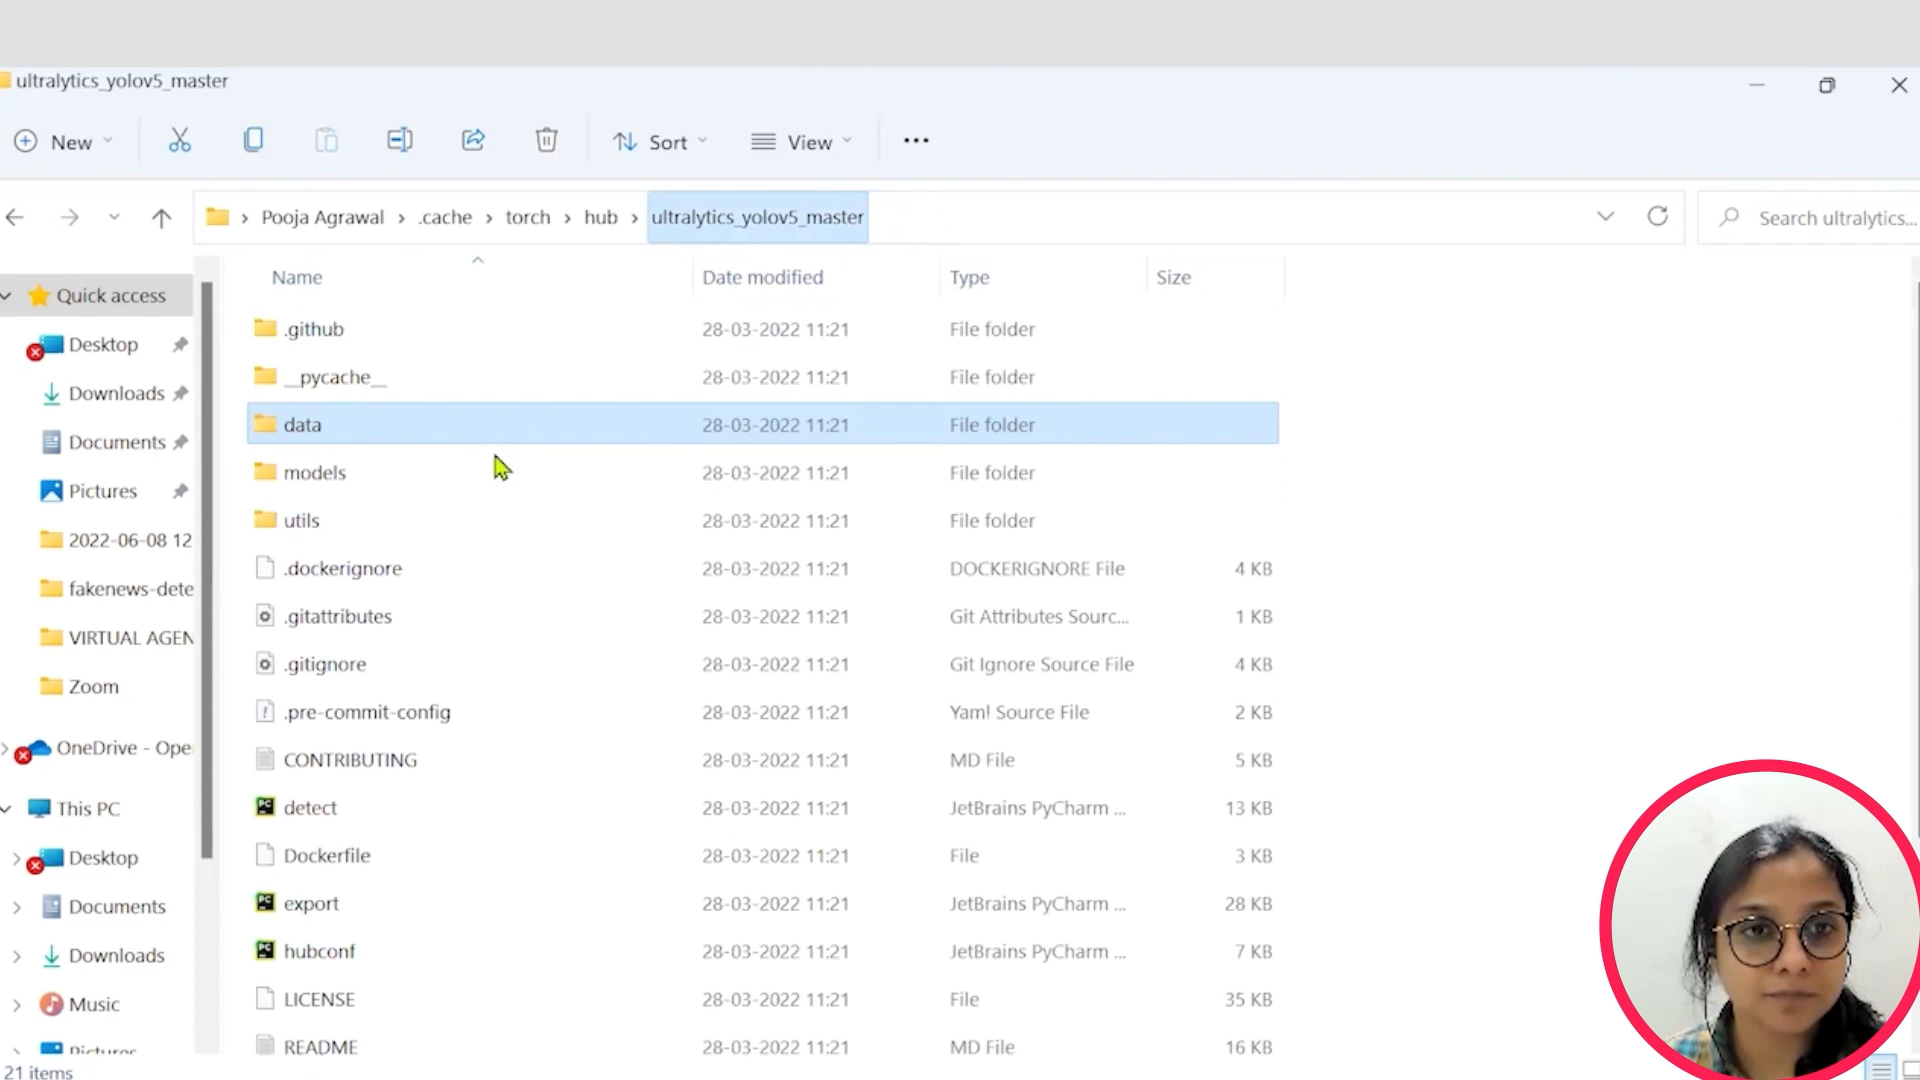 ultralytics_yolov5_master
New
Sort
View
Pooja Agrawal > .cache > torch > hub > ultralytics_yolov5_master
Search ultralytics...
Name Date modified Type Size
Quick access
Desktop
Downloads
Documents
Pictures
2022-06-08 12
fakenews-dete
VIRTUAL AGEN
Zoom
OneDrive - Ope
This PC
Desktop
Documents
Downloads
Music
Pictures
.github 28-03-2022 11:21 File folder
__pycache__ 28-03-2022 11:21 File folder
data 28-03-2022 11:21 File folder
models 28-03-2022 11:21 File folder
utils 28-03-2022 11:21 File folder
.dockerignore 28-03-2022 11:21 DOCKERIGNORE File 4 KB
.gitattributes 28-03-2022 11:21 Git Attributes Sourc... 1 KB
.gitignore 28-03-2022 11:21 Git Ignore Source File 4 KB
.pre-commit-config 28-03-2022 11:21 Yaml Source File 2 KB
CONTRIBUTING 28-03-2022 11:21 MD File 5 KB
detect 28-03-2022 11:21 JetBrains PyCharm ... 13 KB
Dockerfile 28-03-2022 11:21 File 3 KB
export 28-03-2022 11:21 JetBrains PyCharm ... 28 KB
hubconf 28-03-2022 11:21 JetBrains PyCharm ... 7 KB
LICENSE 28-03-2022 11:21 File 35 KB
README 28-03-2022 11:21 MD File 16 KB
21 items